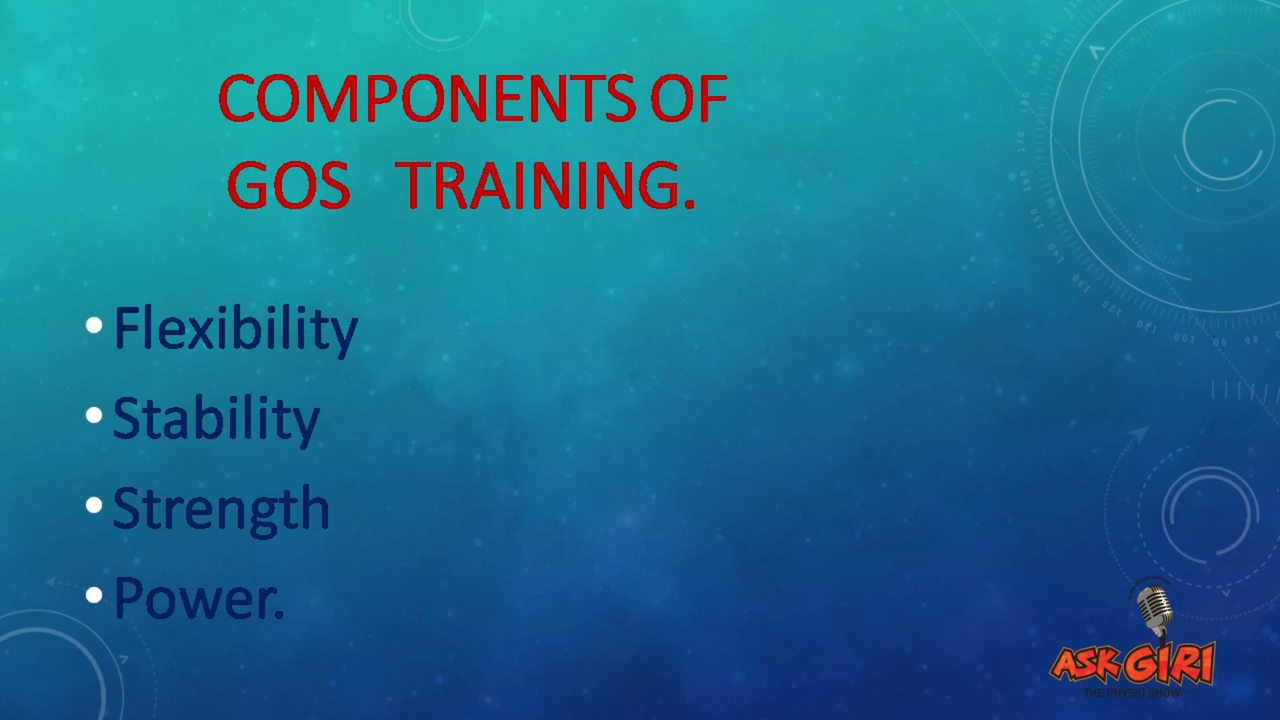 COMPONENTS OF
GOS TRAINING.
• Flexibility
• Stability
• Strength
• Power.
ASK GIRI
THE PHYSIO SHOW